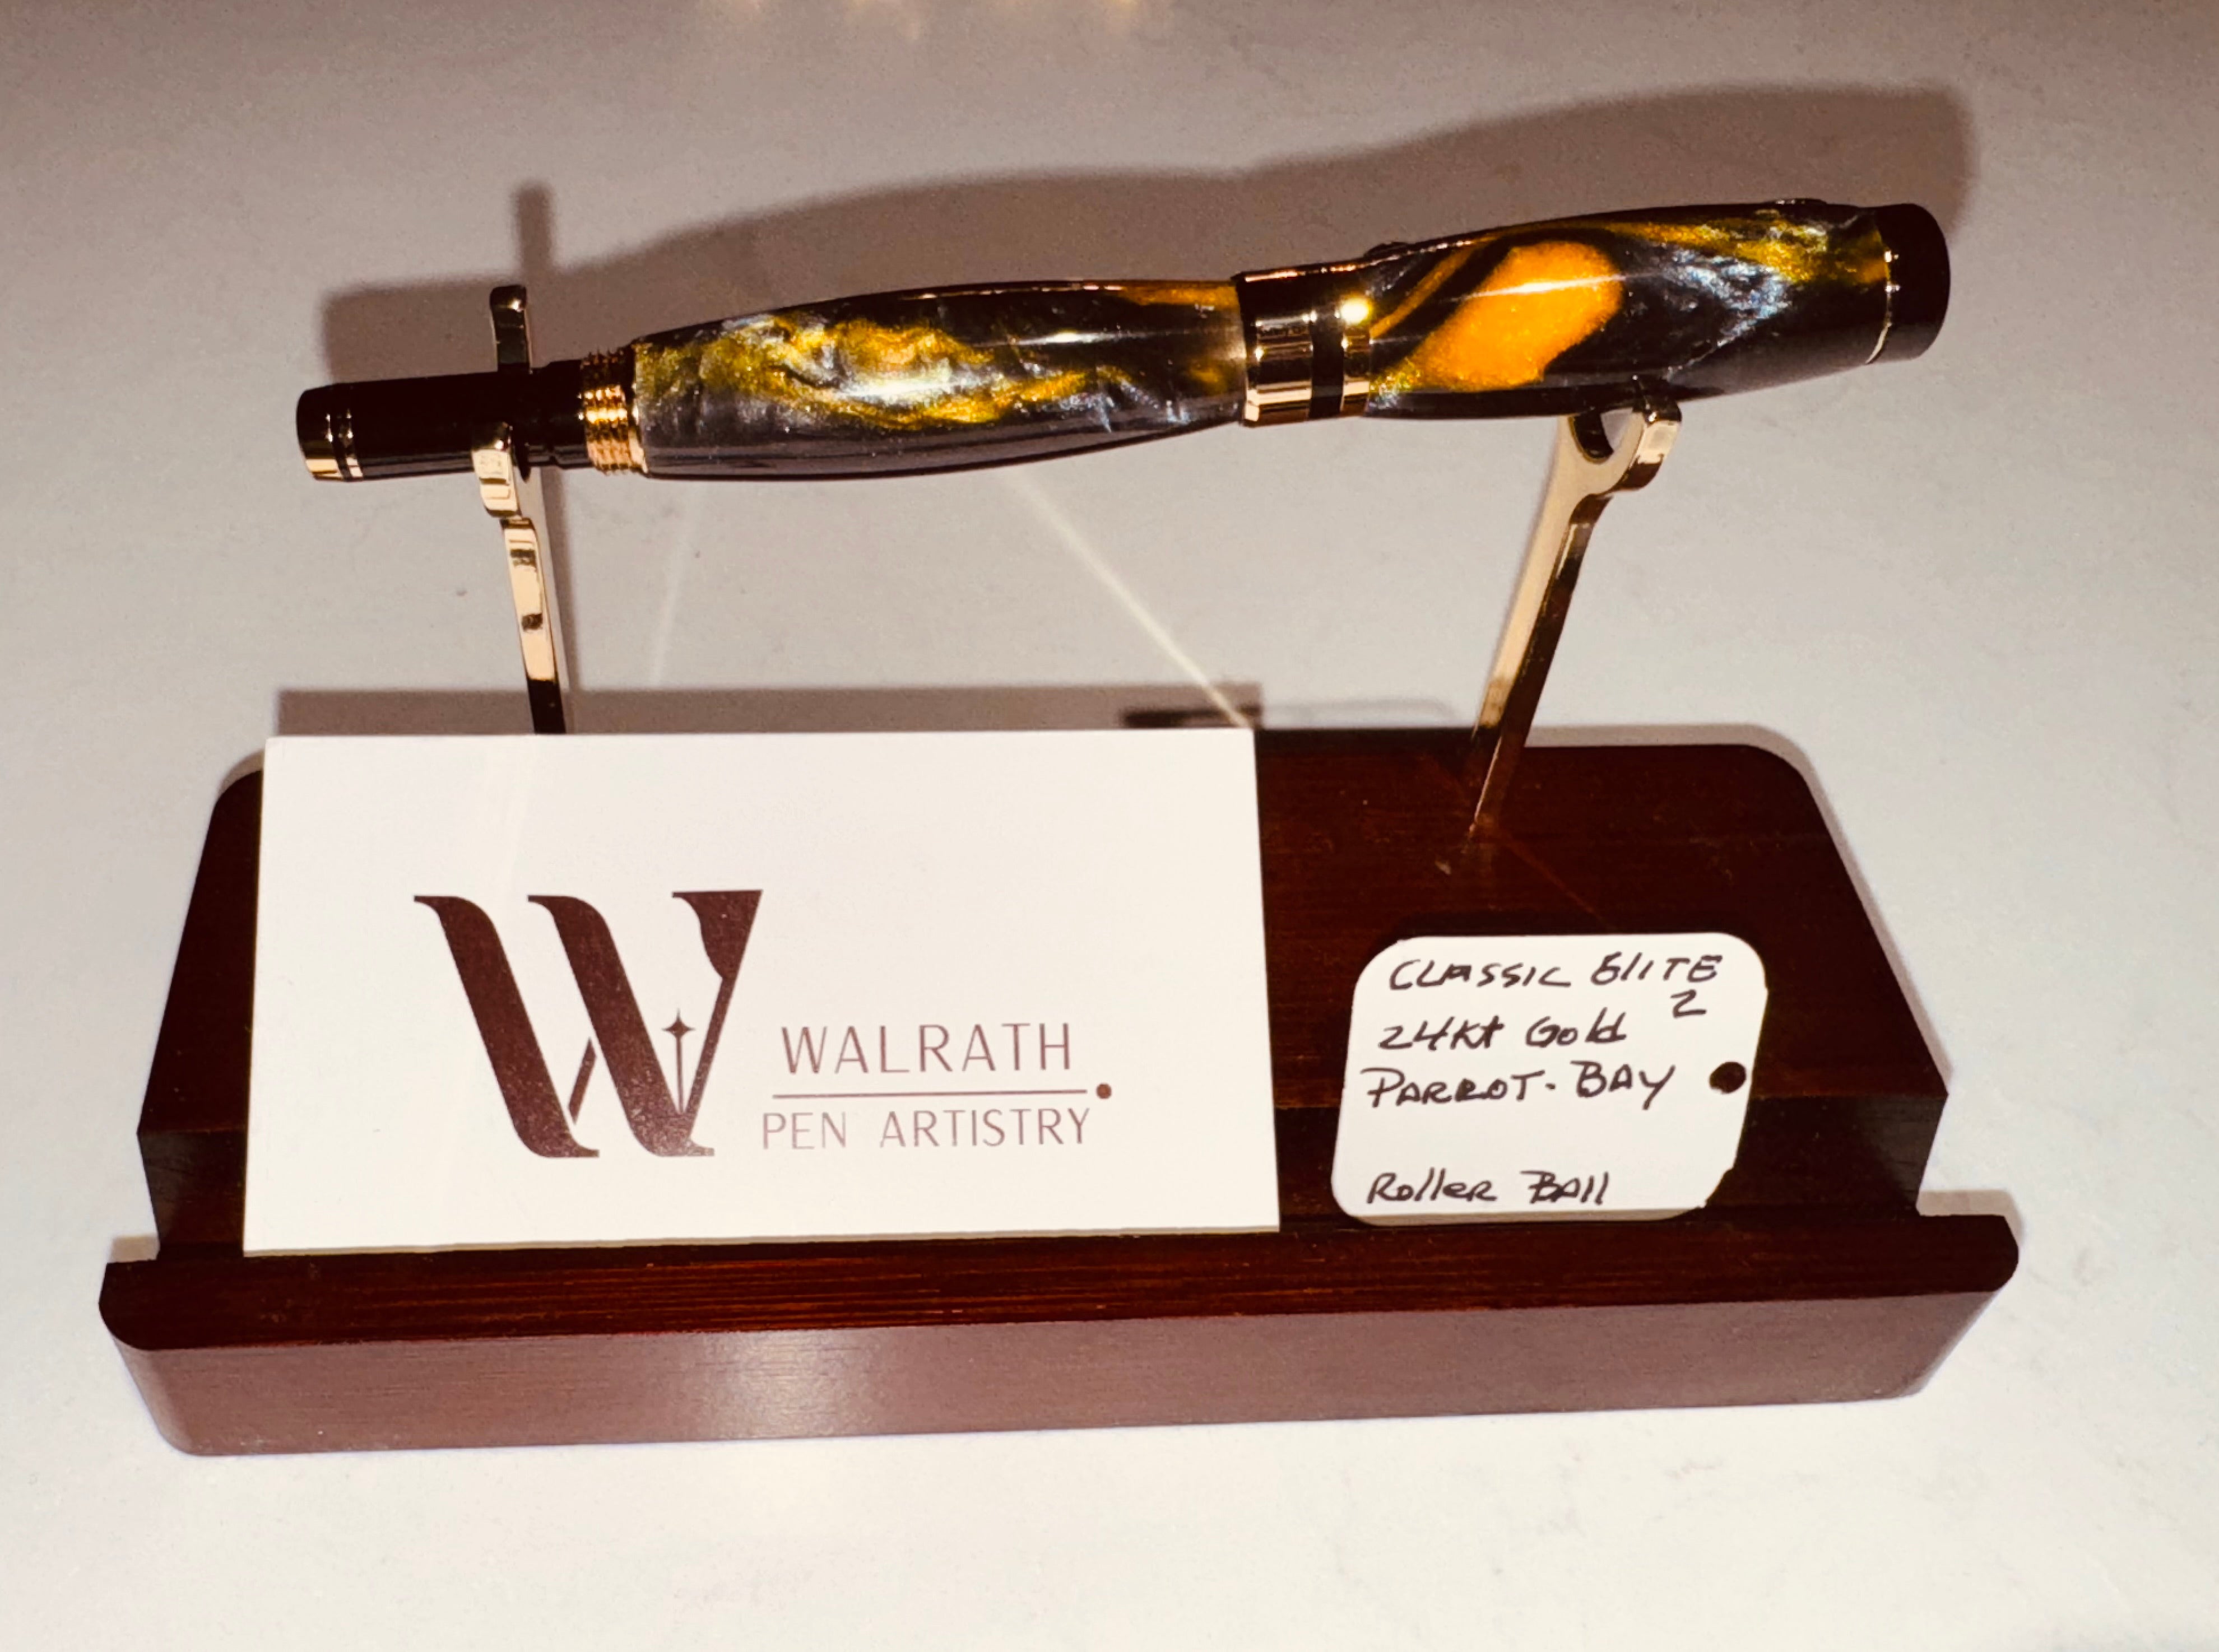 W
WALRATH
PEN ARTISTRY
CLASSIC ElITE
2
24Kt Gold
PARROT-BAY
Roller Ball